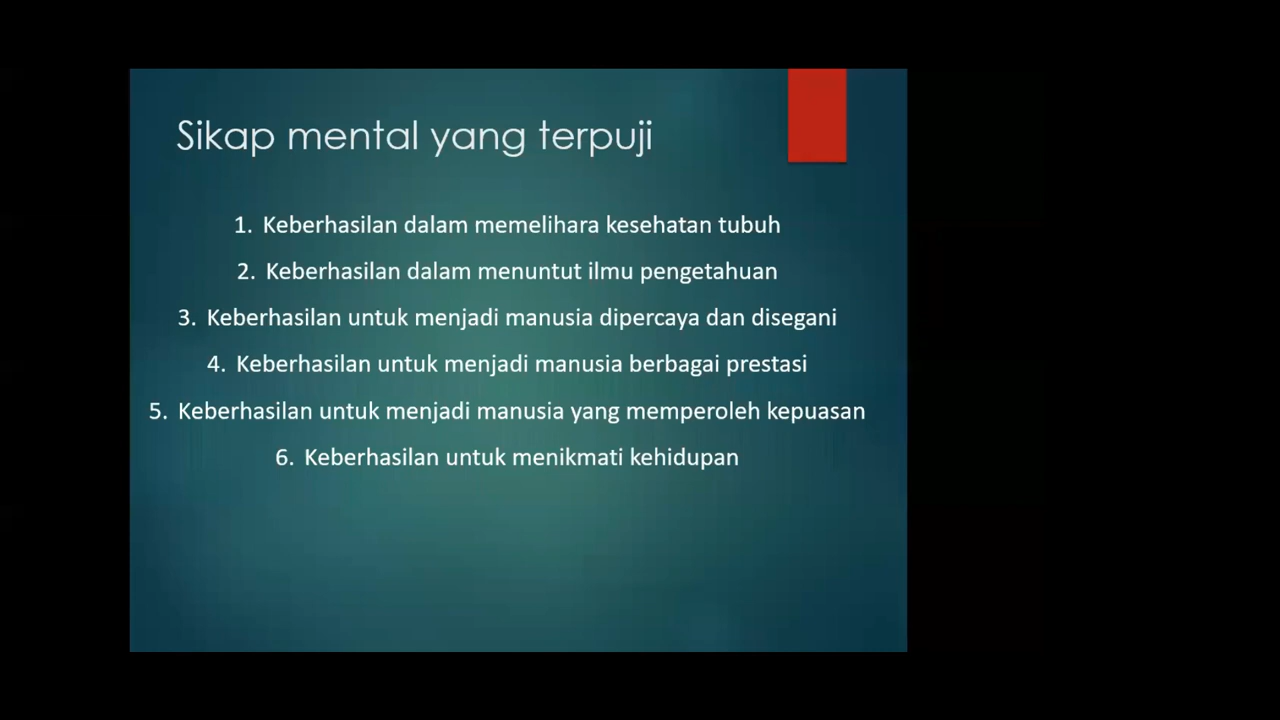 Sikap mental yang terpuji
1. Keberhasilan dalam memelihara kesehatan tubuh
2. Keberhasilan dalam menuntut ilmu pengetahuan
3. Keberhasilan untuk menjadi manusia dipercaya dan disegani
4. Keberhasilan untuk menjadi manusia berbagai prestasi
5. Keberhasilan untuk menjadi manusia yang memperoleh kepuasan
6. Keberhasilan untuk menikmati kehidupan